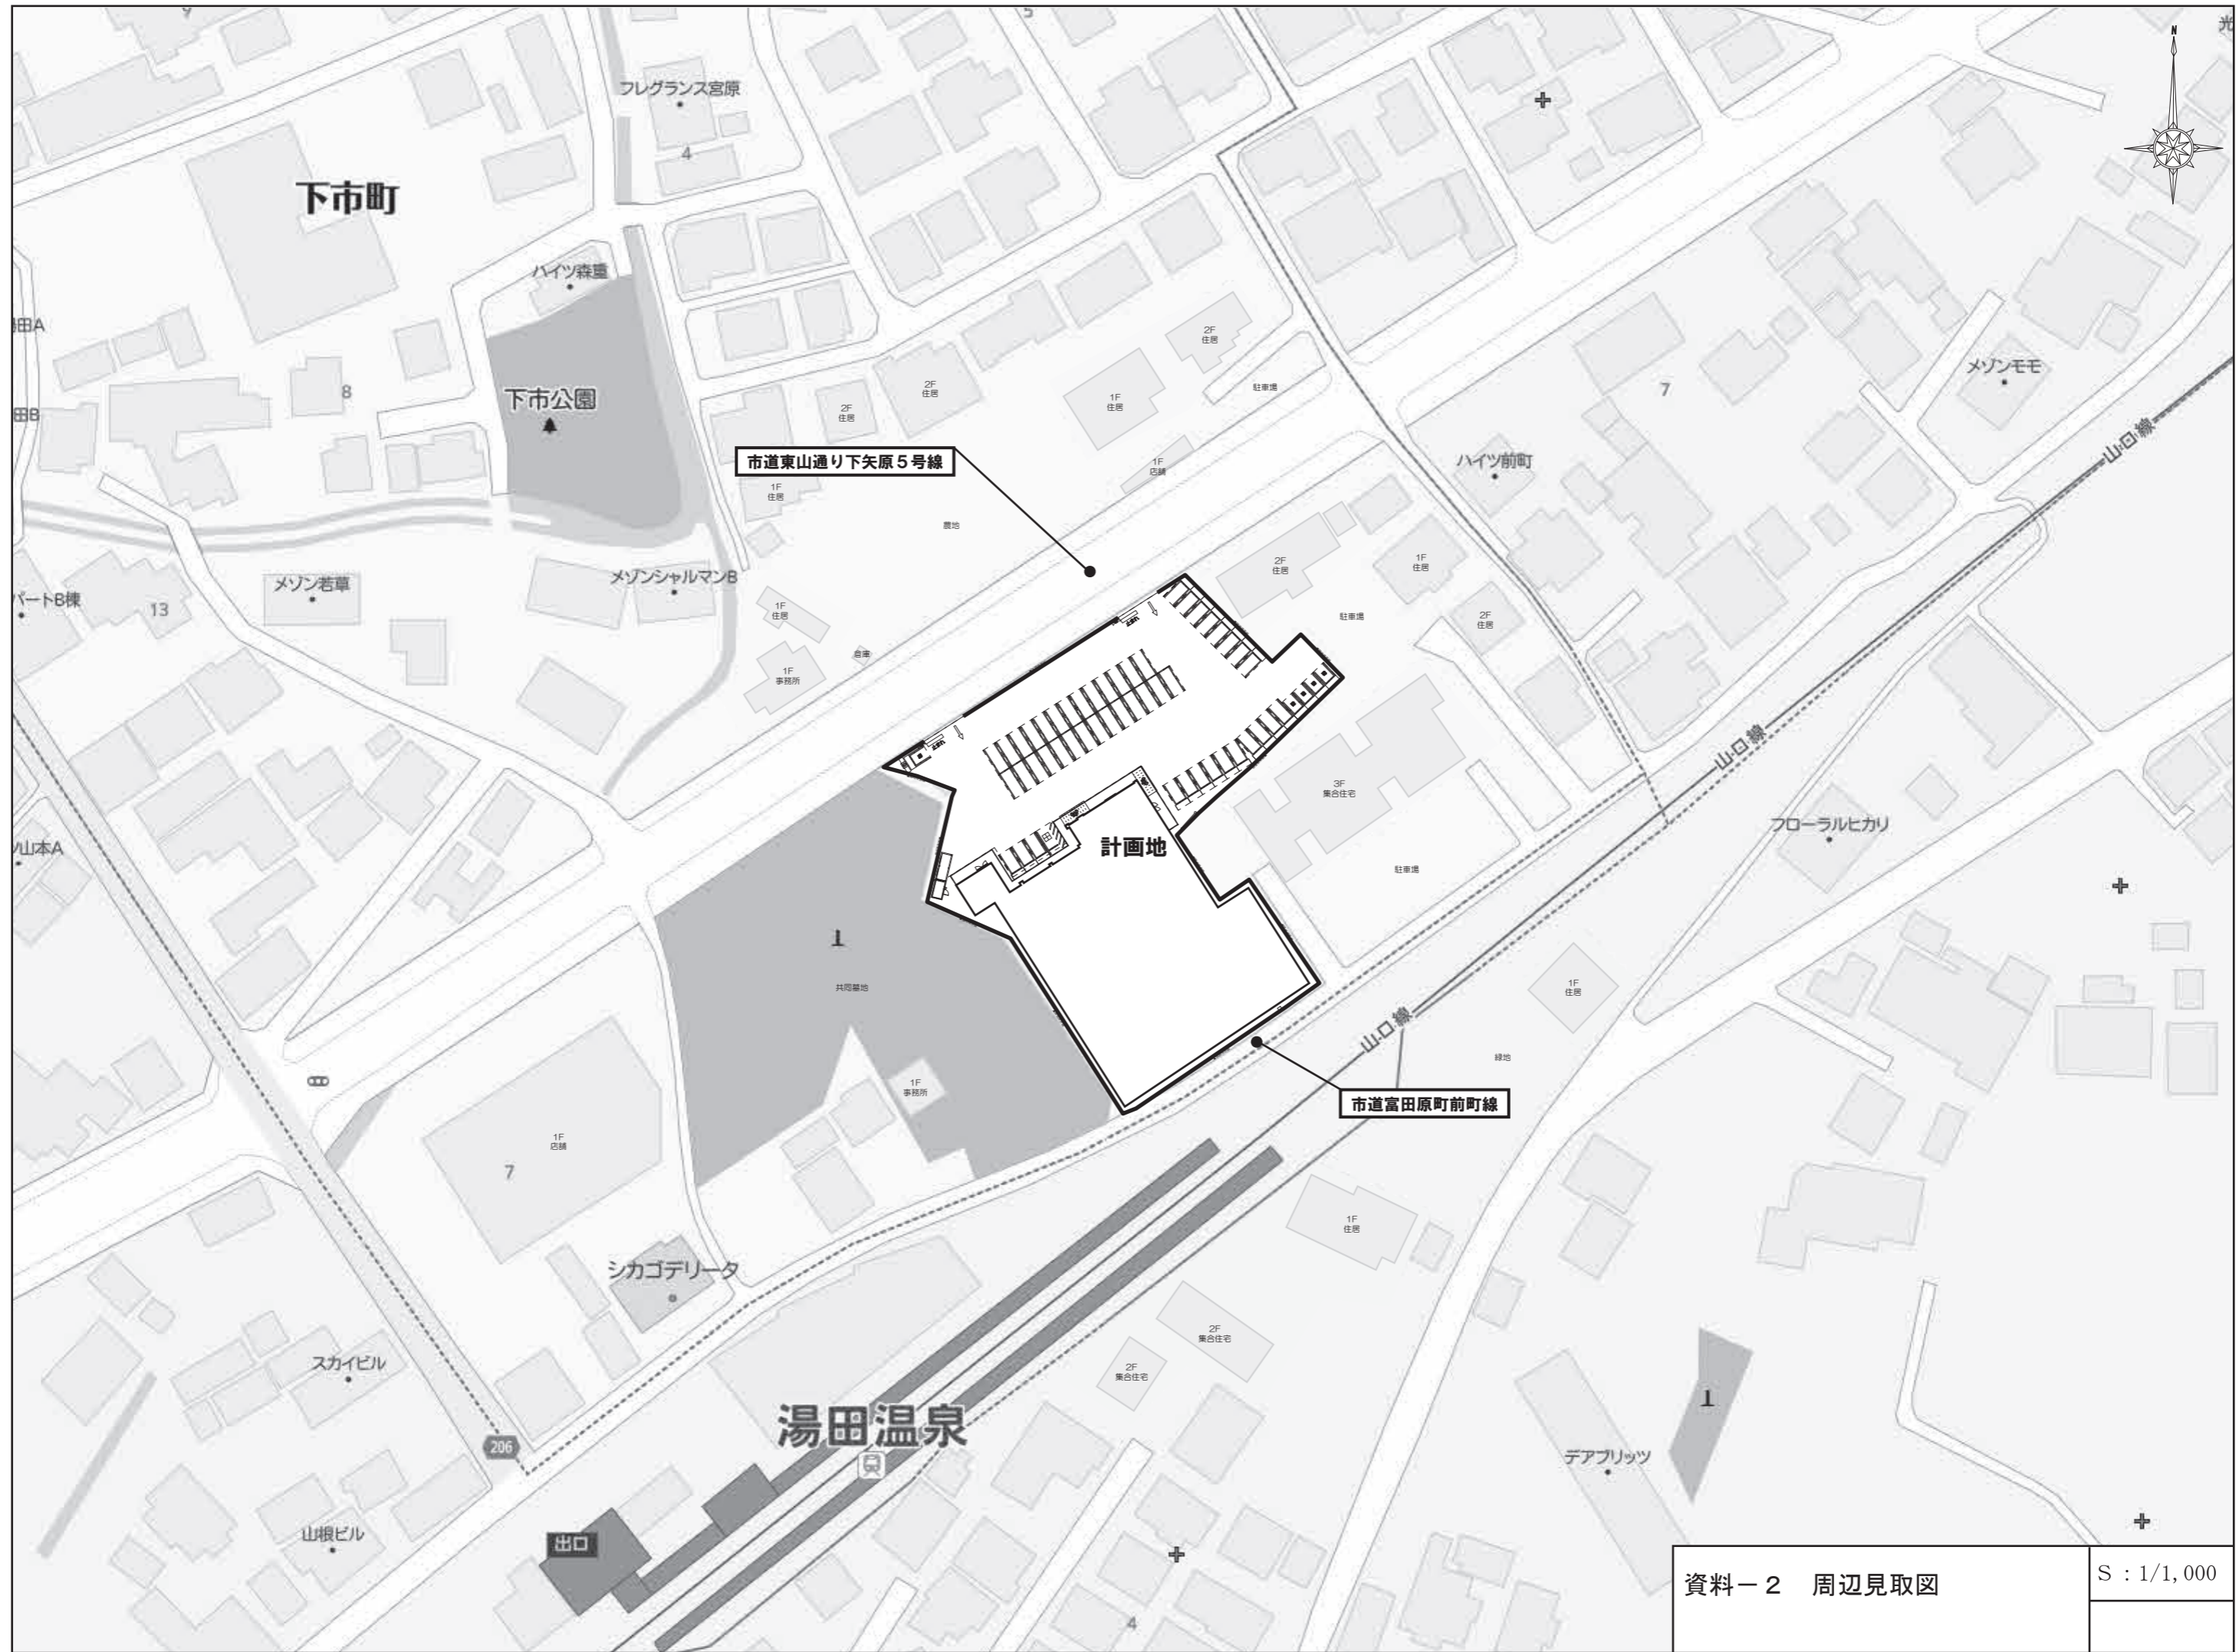 9
5
光
N
フレグランス宮原
4
下市町
ハイツ森重
田A
8
下市公園
田B
2F
住居
駐車場
2F
住居
2F
住居
1F
住居
メゾンモモ
7
山口線
市道東山通り下矢原5号線
1F
店舗
ハイツ前町
1F
住居
農地
メゾン若草
メゾンシャルマンB
パートB棟
13
1F
住居
2F
住居
1F
住居
駐車場
2F
住居
倉庫
1F
事務所
山口線
3F
集合住宅
フローラルヒカリ
計画地
山本A
駐車場
共同墓地
1F
住居
山口線
緑地
1F
事務所
市道富田原町前町線
1F
店舗
7
1F
住居
シカゴデリータ
2F
集合住宅
スカイビル
2F
集合住宅
湯田温泉
206
デアブリッツ
山根ビル
出口
4
資料-2 周辺見取図
S : 1/1,000